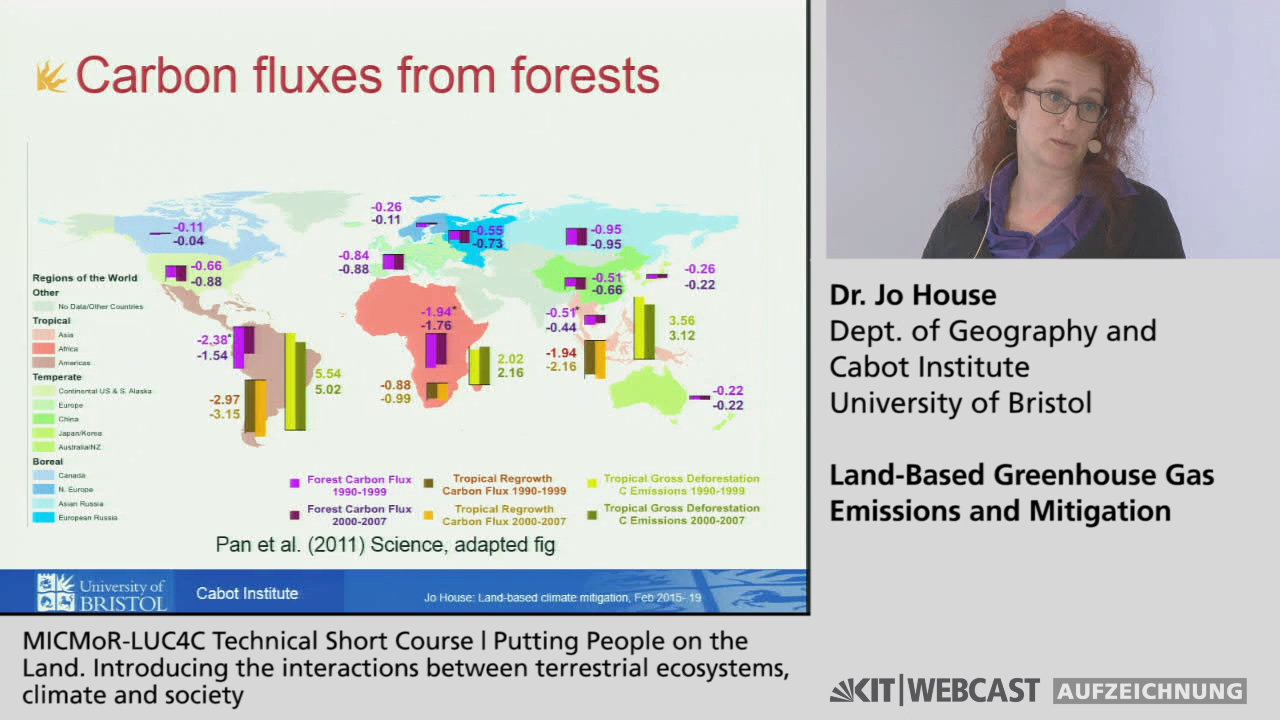 Carbon fluxes from forests
-0.26
-0.11
-0.11
-0.04
-0.55
-0.73
-0.95
-0.95
-0.84
-0.88
-0.66
-0.88
-0.51
-0.66
-0.26
-0.22
Regions of the World
Other
No Data/Other Countries
Tropical
Asia
Africa
Americas
Temperate
Continental US & S. Alaska
Europe
China
Japan/Korea
Australia/NZ
Boreal
Canada
N. Europe
Asian Russia
European Russia
-2.38*
-1.54
-1.94*
-1.76
-0.51*
-0.44
3.56
3.12
5.54
5.02
2.02
2.16
-1.94
-2.16
-2.97
-3.15
-0.88
-0.99
-0.22
-0.22
Forest Carbon Flux
1990-1999
Tropical Regrowth
Carbon Flux 1990-1999
Tropical Gross Deforestation
C Emissions 1990-1999
Forest Carbon Flux
2000-2007
Tropical Regrowth
Carbon Flux 2000-2007
Tropical Gross Deforestation
C Emissions 2000-2007
Pan et al. (2011) Science, adapted fig
University of
BRISTOL
Cabot Institute
Jo House: Land-based climate mitigation, Feb 2015- 19
MICMoR-LUC4C Technical Short Course | Putting People on the
Land. Introducing the interactions between terrestrial ecosystems,
climate and society
Dr. Jo House
Dept. of Geography and
Cabot Institute
University of Bristol
Land-Based Greenhouse Gas
Emissions and Mitigation
KIT|WEBCAST AUFZEICHNUNG